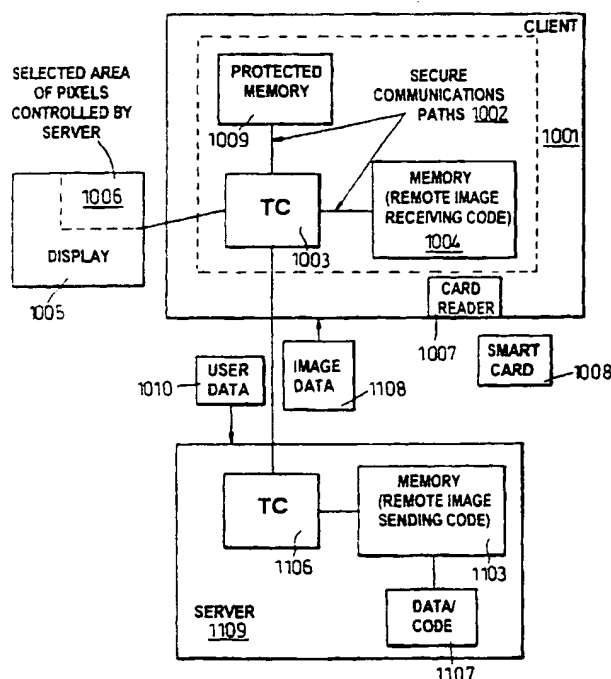 CLIENT
SELECTED AREA
OF PIXELS
CONTROLLED BY
SERVER
1006
DISPLAY
1005
PROTECTED
MEMORY
1009
SECURE
COMMUNICATIONS
PATHS 1002
1001
TC
1003
MEMORY
(REMOTE IMAGE
RECEIVING CODE)
1004
CARD
READER
1007
SMART
CARD
1008
USER
DATA
1010
IMAGE
DATA
1108
TC
1106
MEMORY
(REMOTE IMAGE
SENDING CODE)
1103
SERVER
1109
DATA/
CODE
1107